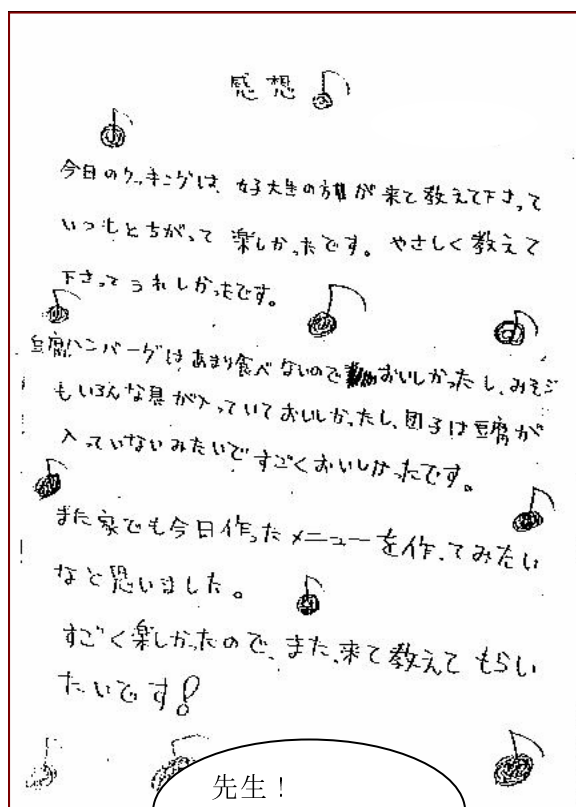 感想
今日のクッキングは、女子大生の方が来て教えて下さって
いつもとちがって楽しかったです。やさしく教えて
下さってうれしかったです。
豆腐ハンバーグはあまり食べないのでおいしかったし、みそジ
もいろんな具が入っていておいしかったし、団子は豆腐が
入っていないみたいですごくおいしかったです。
また家でも今日作ったメニューを作ってみたい
なと思いました。
すごく楽しかったので、また、来て教えてもらい
たいです!
先生！